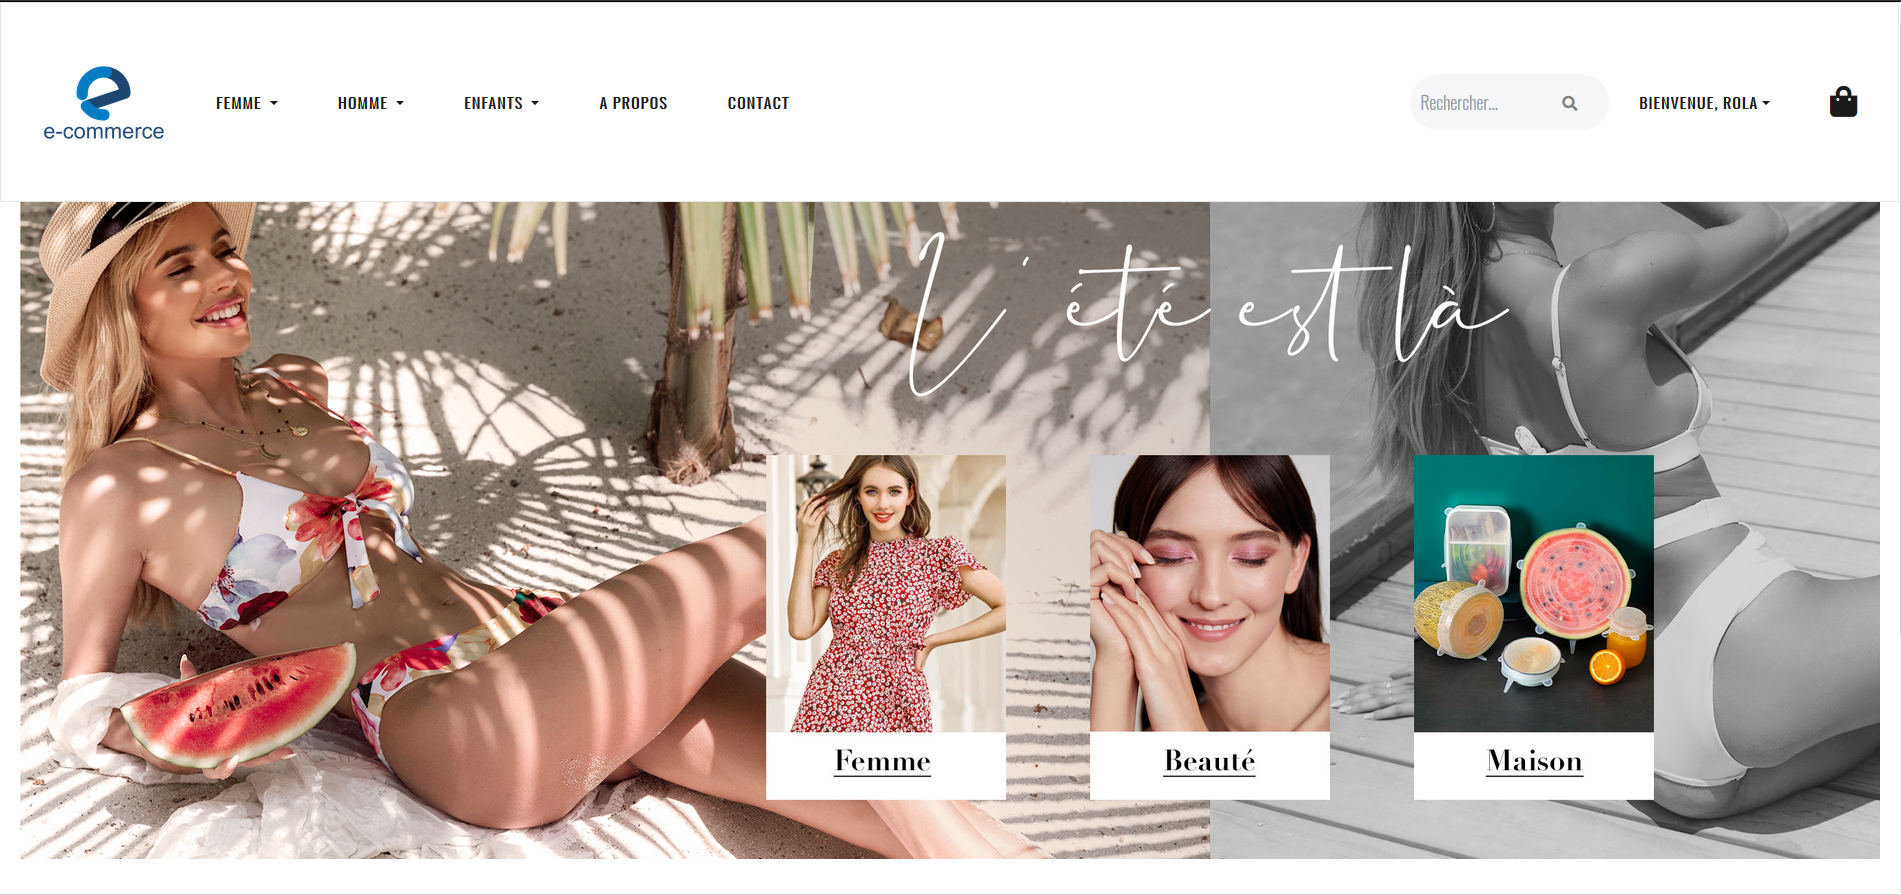 e-commerce
FEMME
HOMME
ENFANTS
A PROPOS
CONTACT
Rechercher...
BIENVENUE, ROLA
L'été est là
Femme
Beauté
Maison